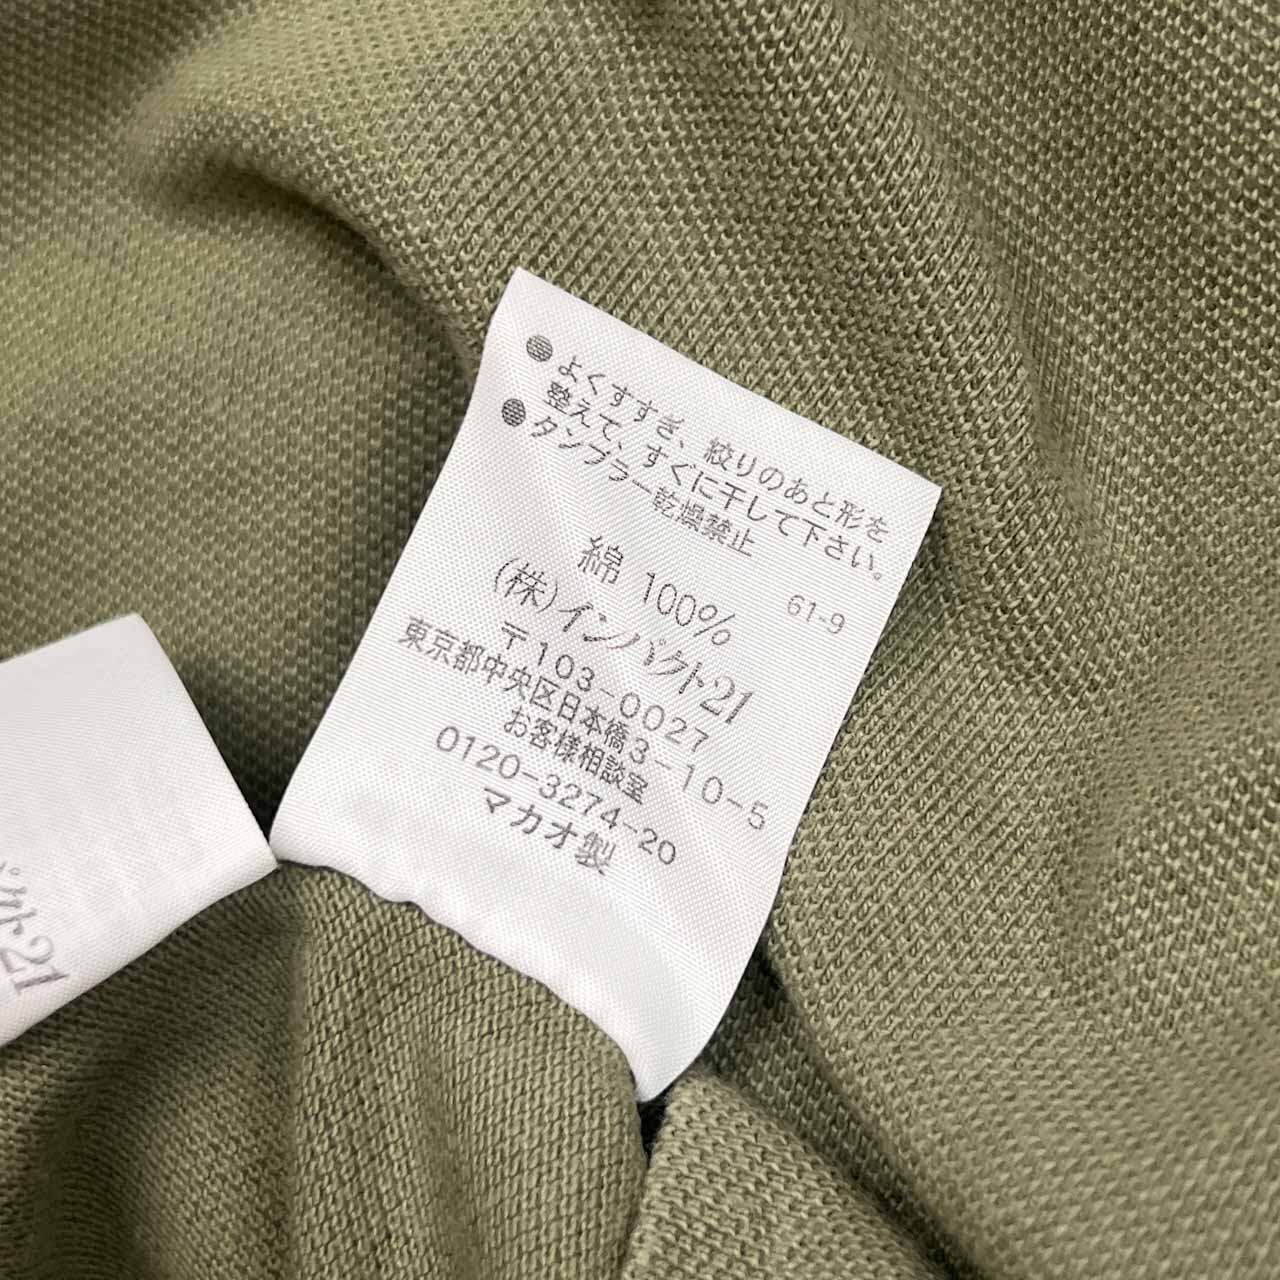 ●よくすすぎ、絞りのあと形を
整えて、すぐに干して下さい。
●タンブラー乾燥禁止
61-9
綿 100%
(株)インパクト21
〒103-0027
東京都中央区日本橋3-10-5
お客様相談室
0120-3274-20
マカオ製
ト21